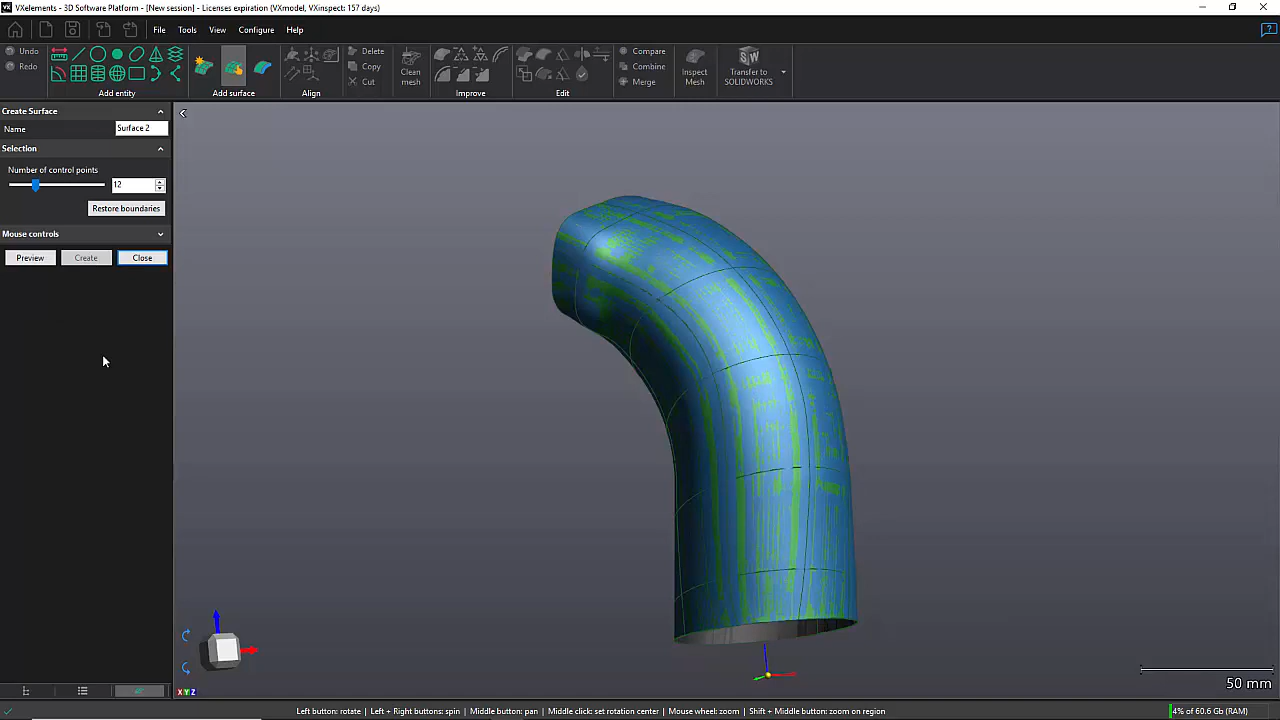 VXelements - 3D Software Platform - [New session] - Licenses expiration (VXmodel, VXinspect: 157 days)
File Tools View Configure Help
Undo
Redo
Add entity
Add surface
Align
Delete
Copy
Cut
Clean mesh
Improve
Edit
Compare
Combine
Merge
Inspect Mesh
Transfer to SOLIDWORKS
Create Surface
Name Surface 2
Selection
Number of control points
12
Restore boundaries
Mouse controls
Preview Create Close
50 mm
X Y Z
Left button: rotate | Left + Right buttons: spin | Middle button: pan | Middle click: set rotation center | Mouse wheel: zoom | Shift + Middle button: zoom on region
4% of 60.6 Gb (RAM)